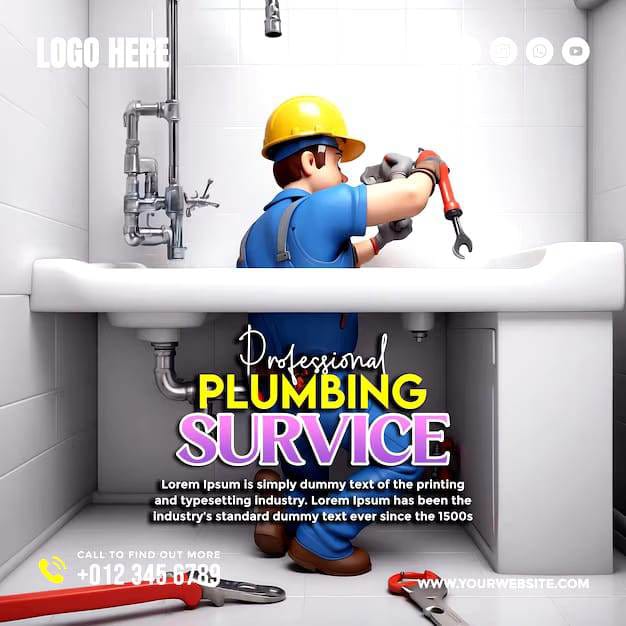 LOGO HERE
Professional
PLUMBING
SURVICE
Lorem Ipsum is simply dummy text of the printing
and typesetting industry. Lorem Ipsum has been the
industry's standard dummy text ever since the 1500s
CALL TO FIND OUT MORE
+012 345 6789
WWW.YOURWEBSITE.COM